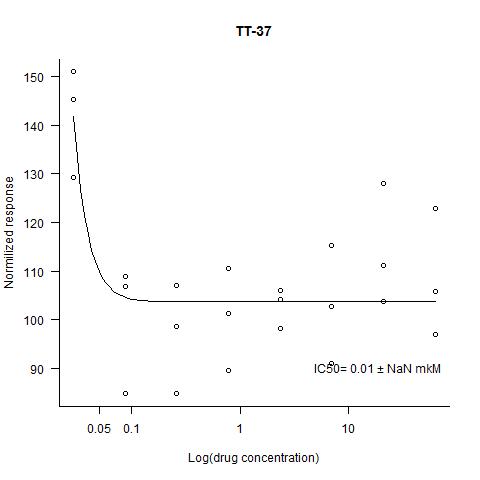 TT-37
Normilized response
150
140
130
120
110
100
90
IC50= 0.01 ± NaN mkM
0.05 0.1 1 10
Log(drug concentration)